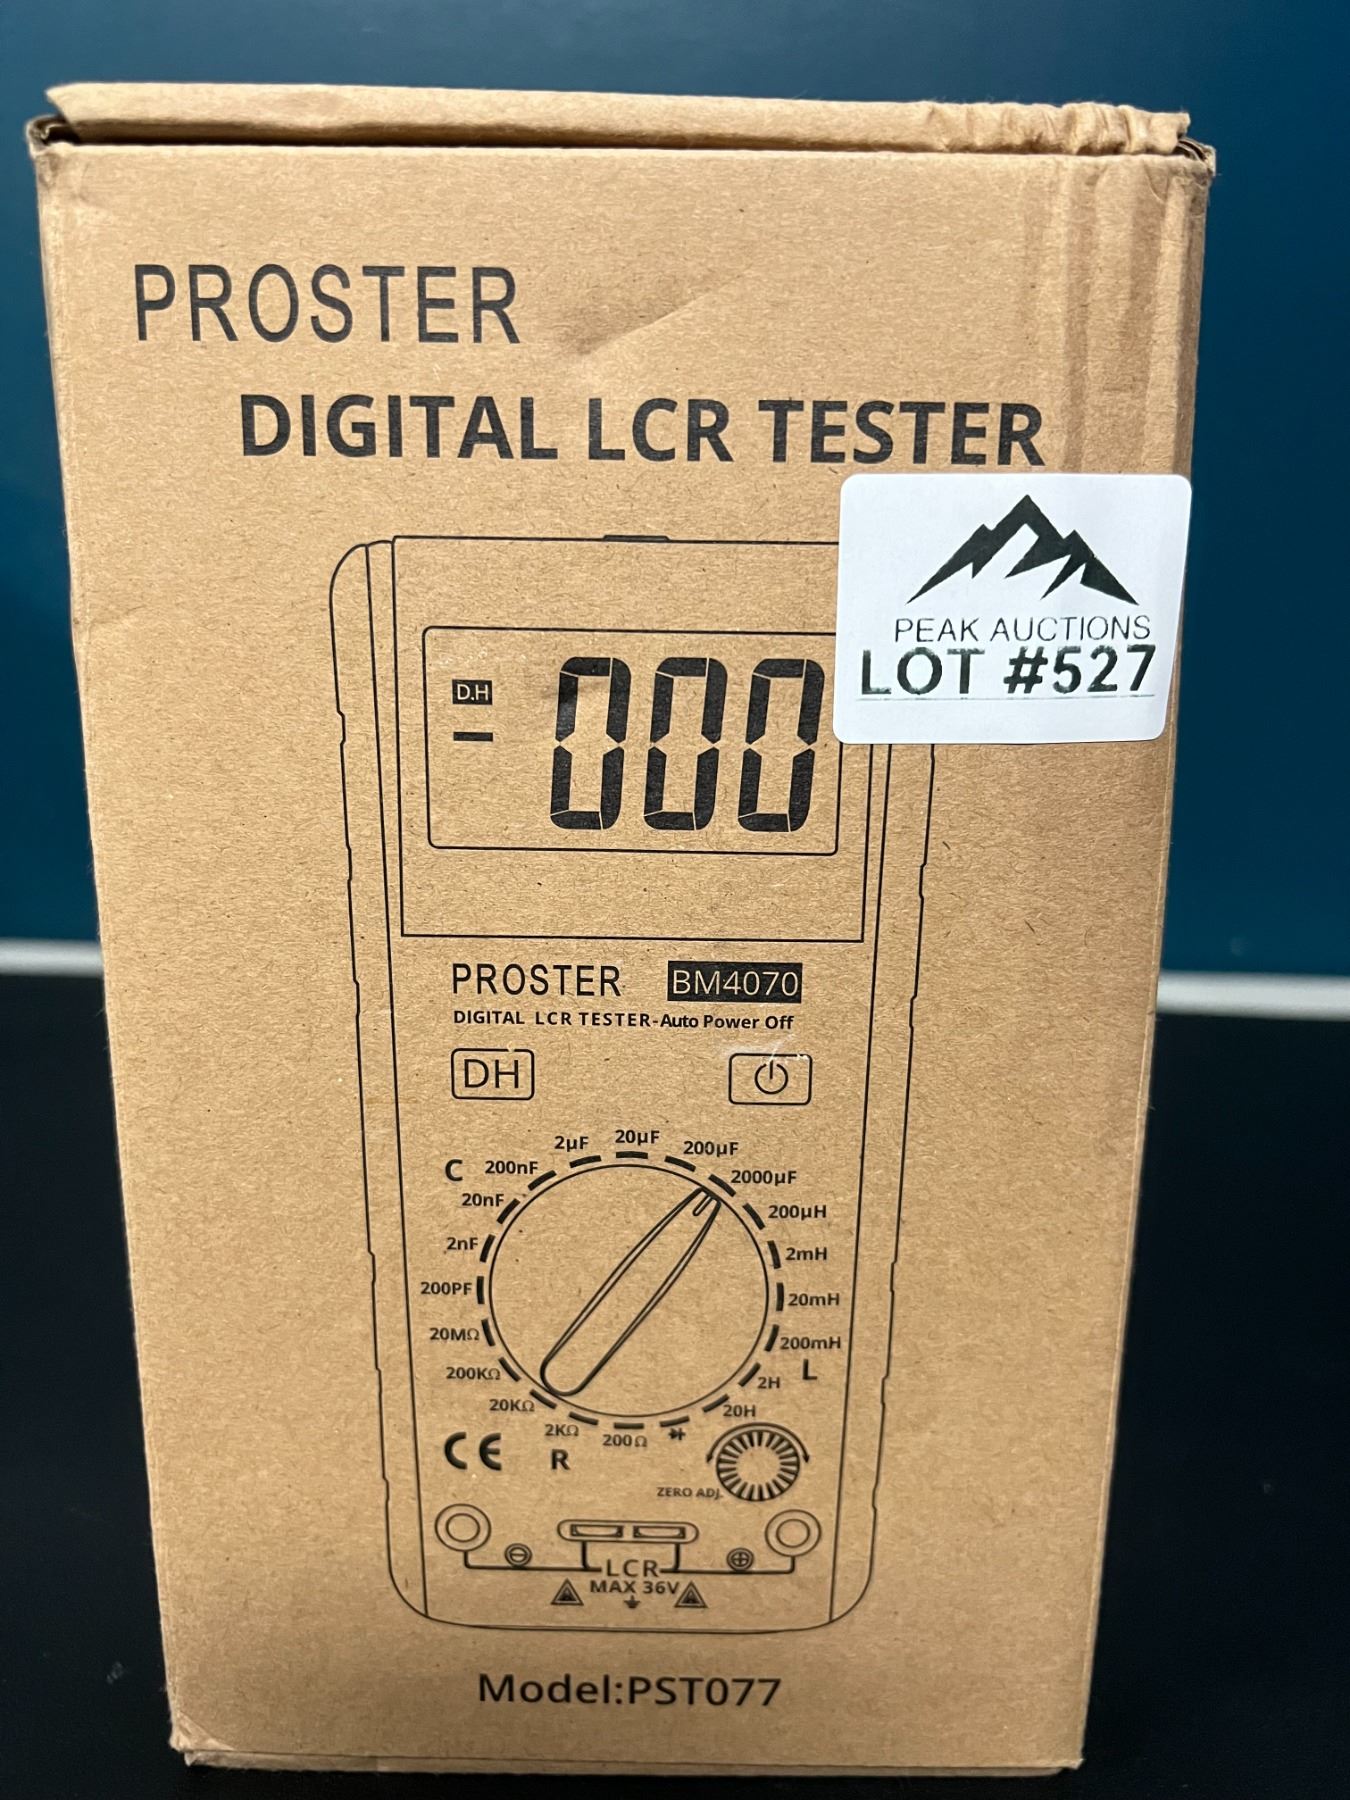 PROSTER
DIGITAL LCR TESTER
PEAK AUCTIONS
LOT #527
D.H
000
PROSTER BM4070
DIGITAL LCR TESTER-Auto Power Off
DH
2μF 20μF 200μF
C 200nF 2000μF
20nF 200μH
2nF 2mH
200PF 20mH
20MΩ 200mH
200KΩ 2H L
20KΩ 20H
2KΩ 200Ω
CE R
ZERO ADJ.
LCR
MAX 36V
Model:PST077